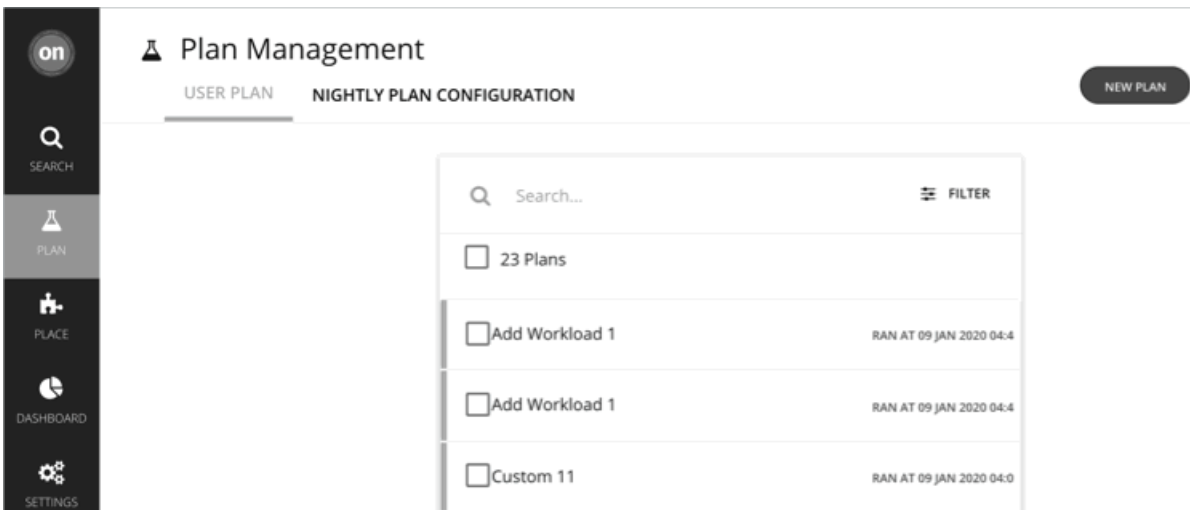 on
Plan Management
USER PLAN NIGHTLY PLAN CONFIGURATION
NEW PLAN
SEARCH
PLAN
PLACE
DASHBOARD
SETTINGS
Search... FILTER
23 Plans
Add Workload 1 RAN AT 09 JAN 2020 04:4
Add Workload 1 RAN AT 09 JAN 2020 04:4
Custom 11 RAN AT 09 JAN 2020 04:0